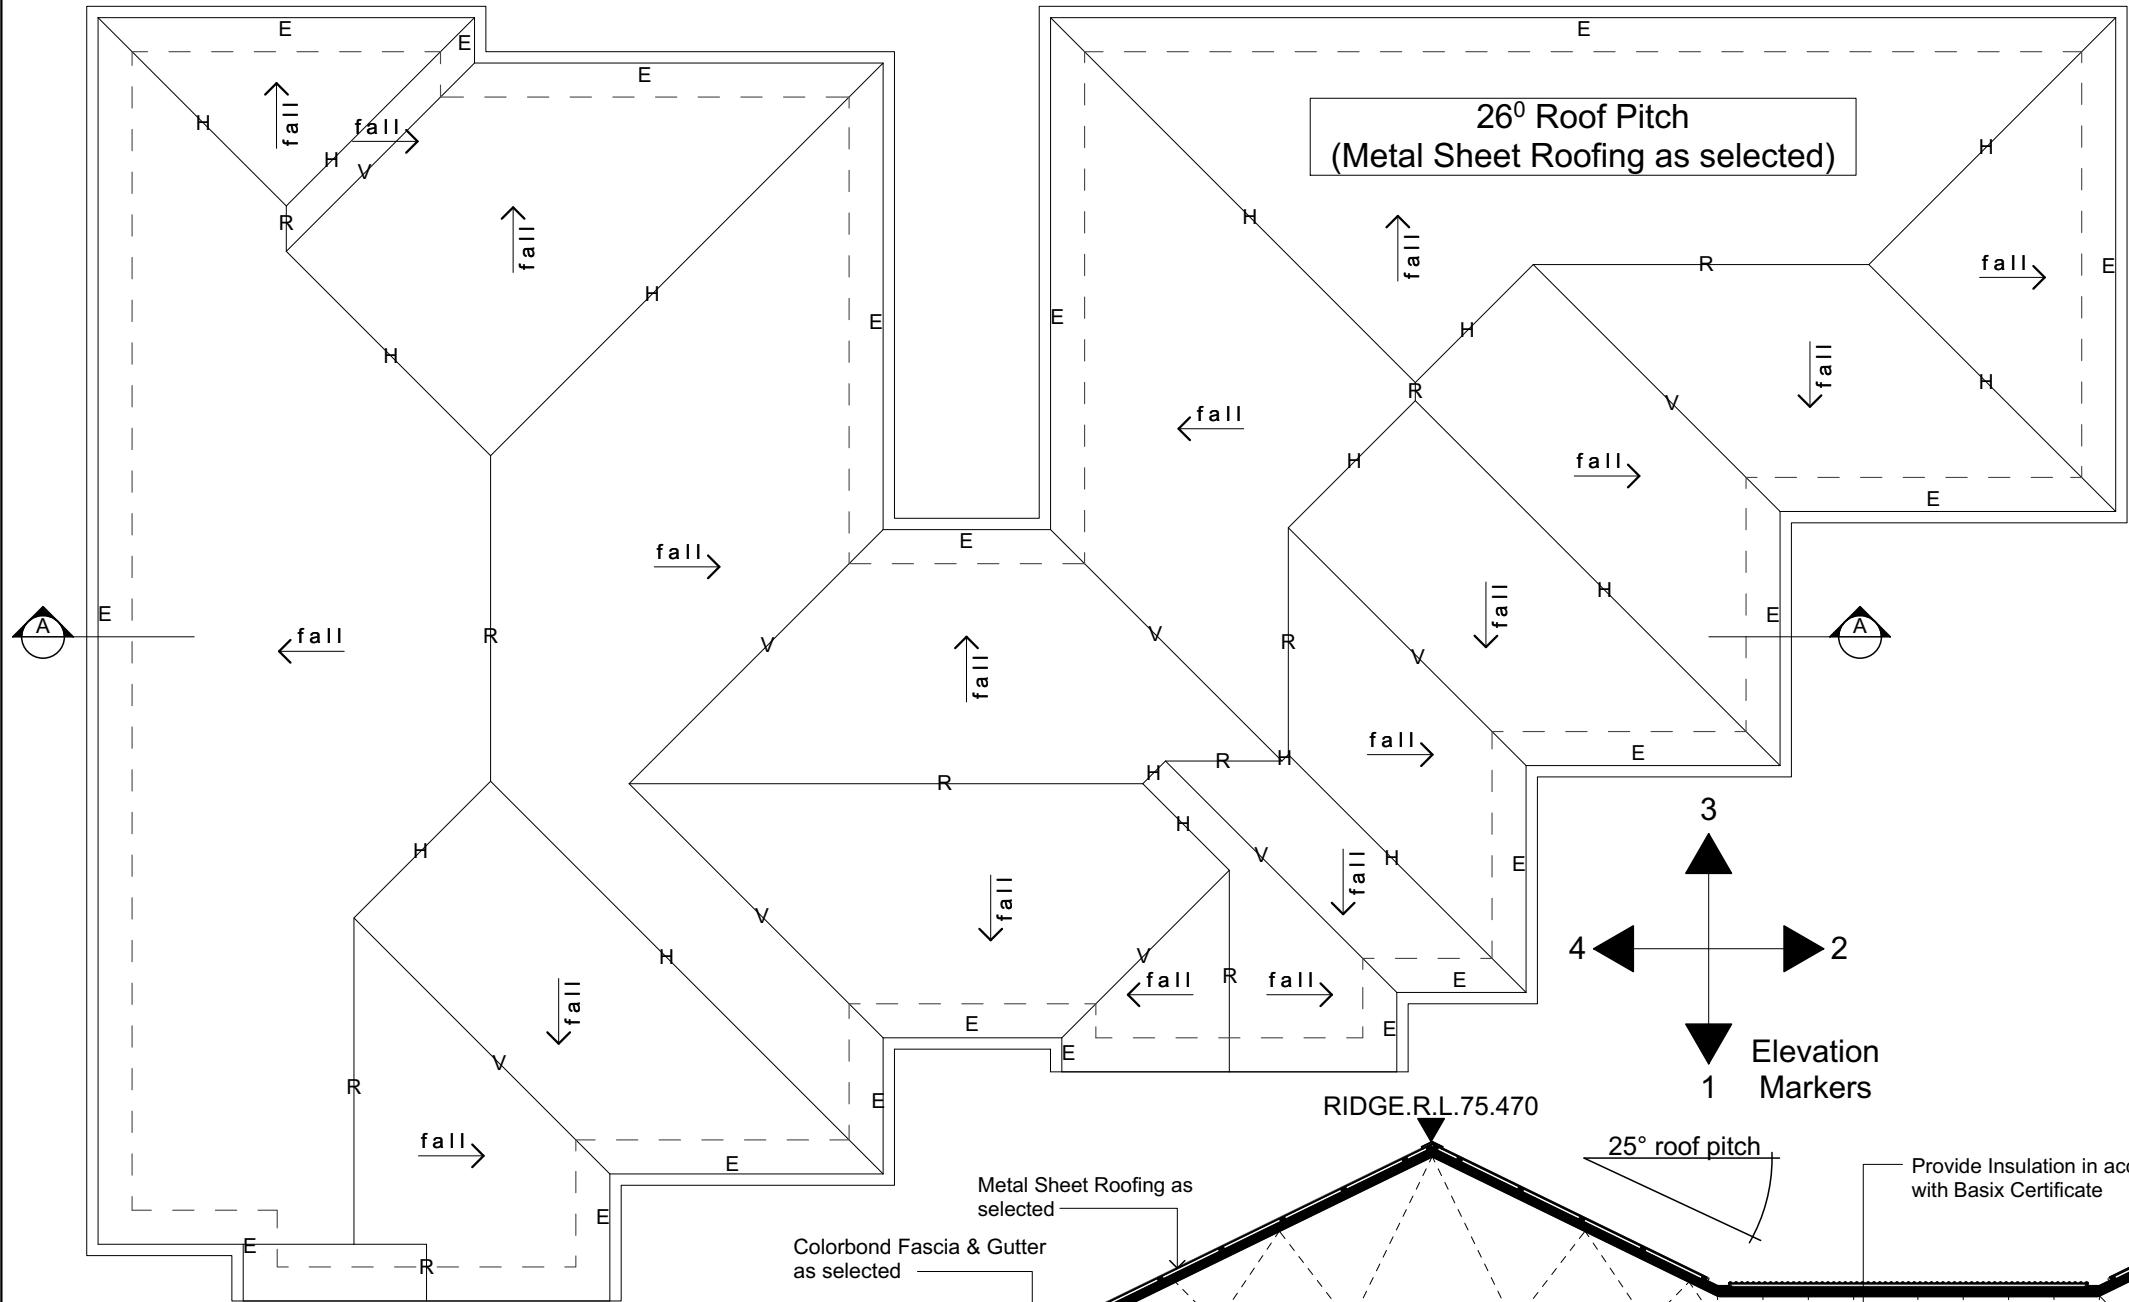 E
E
E
E
H
fall
fall
H
V
R
26⁰ Roof Pitch
(Metal Sheet Roofing as selected)
H
H
fall
fall
R
fall
E
H
H
E
E
H
R
H
V
H
fall
fall
H
fall
E
E
fall
H
E
A
E
fall
R
V
fall
V
R
V
fall
E
A
R
H
R
H
H
fall
E
3
H
V
H
fall
H
E
4
2
H
V
fall
V
fall
R
fall
E
fall
E
E
E
V
1
Elevation
Markers
R
E
fall
E
E
E
R
RIDGE.R.L.75.470
25° roof pitch
Metal Sheet Roofing as
selected
Provide Insulation in acc
with Basix Certificate
Colorbond Fascia & Gutter
as selected